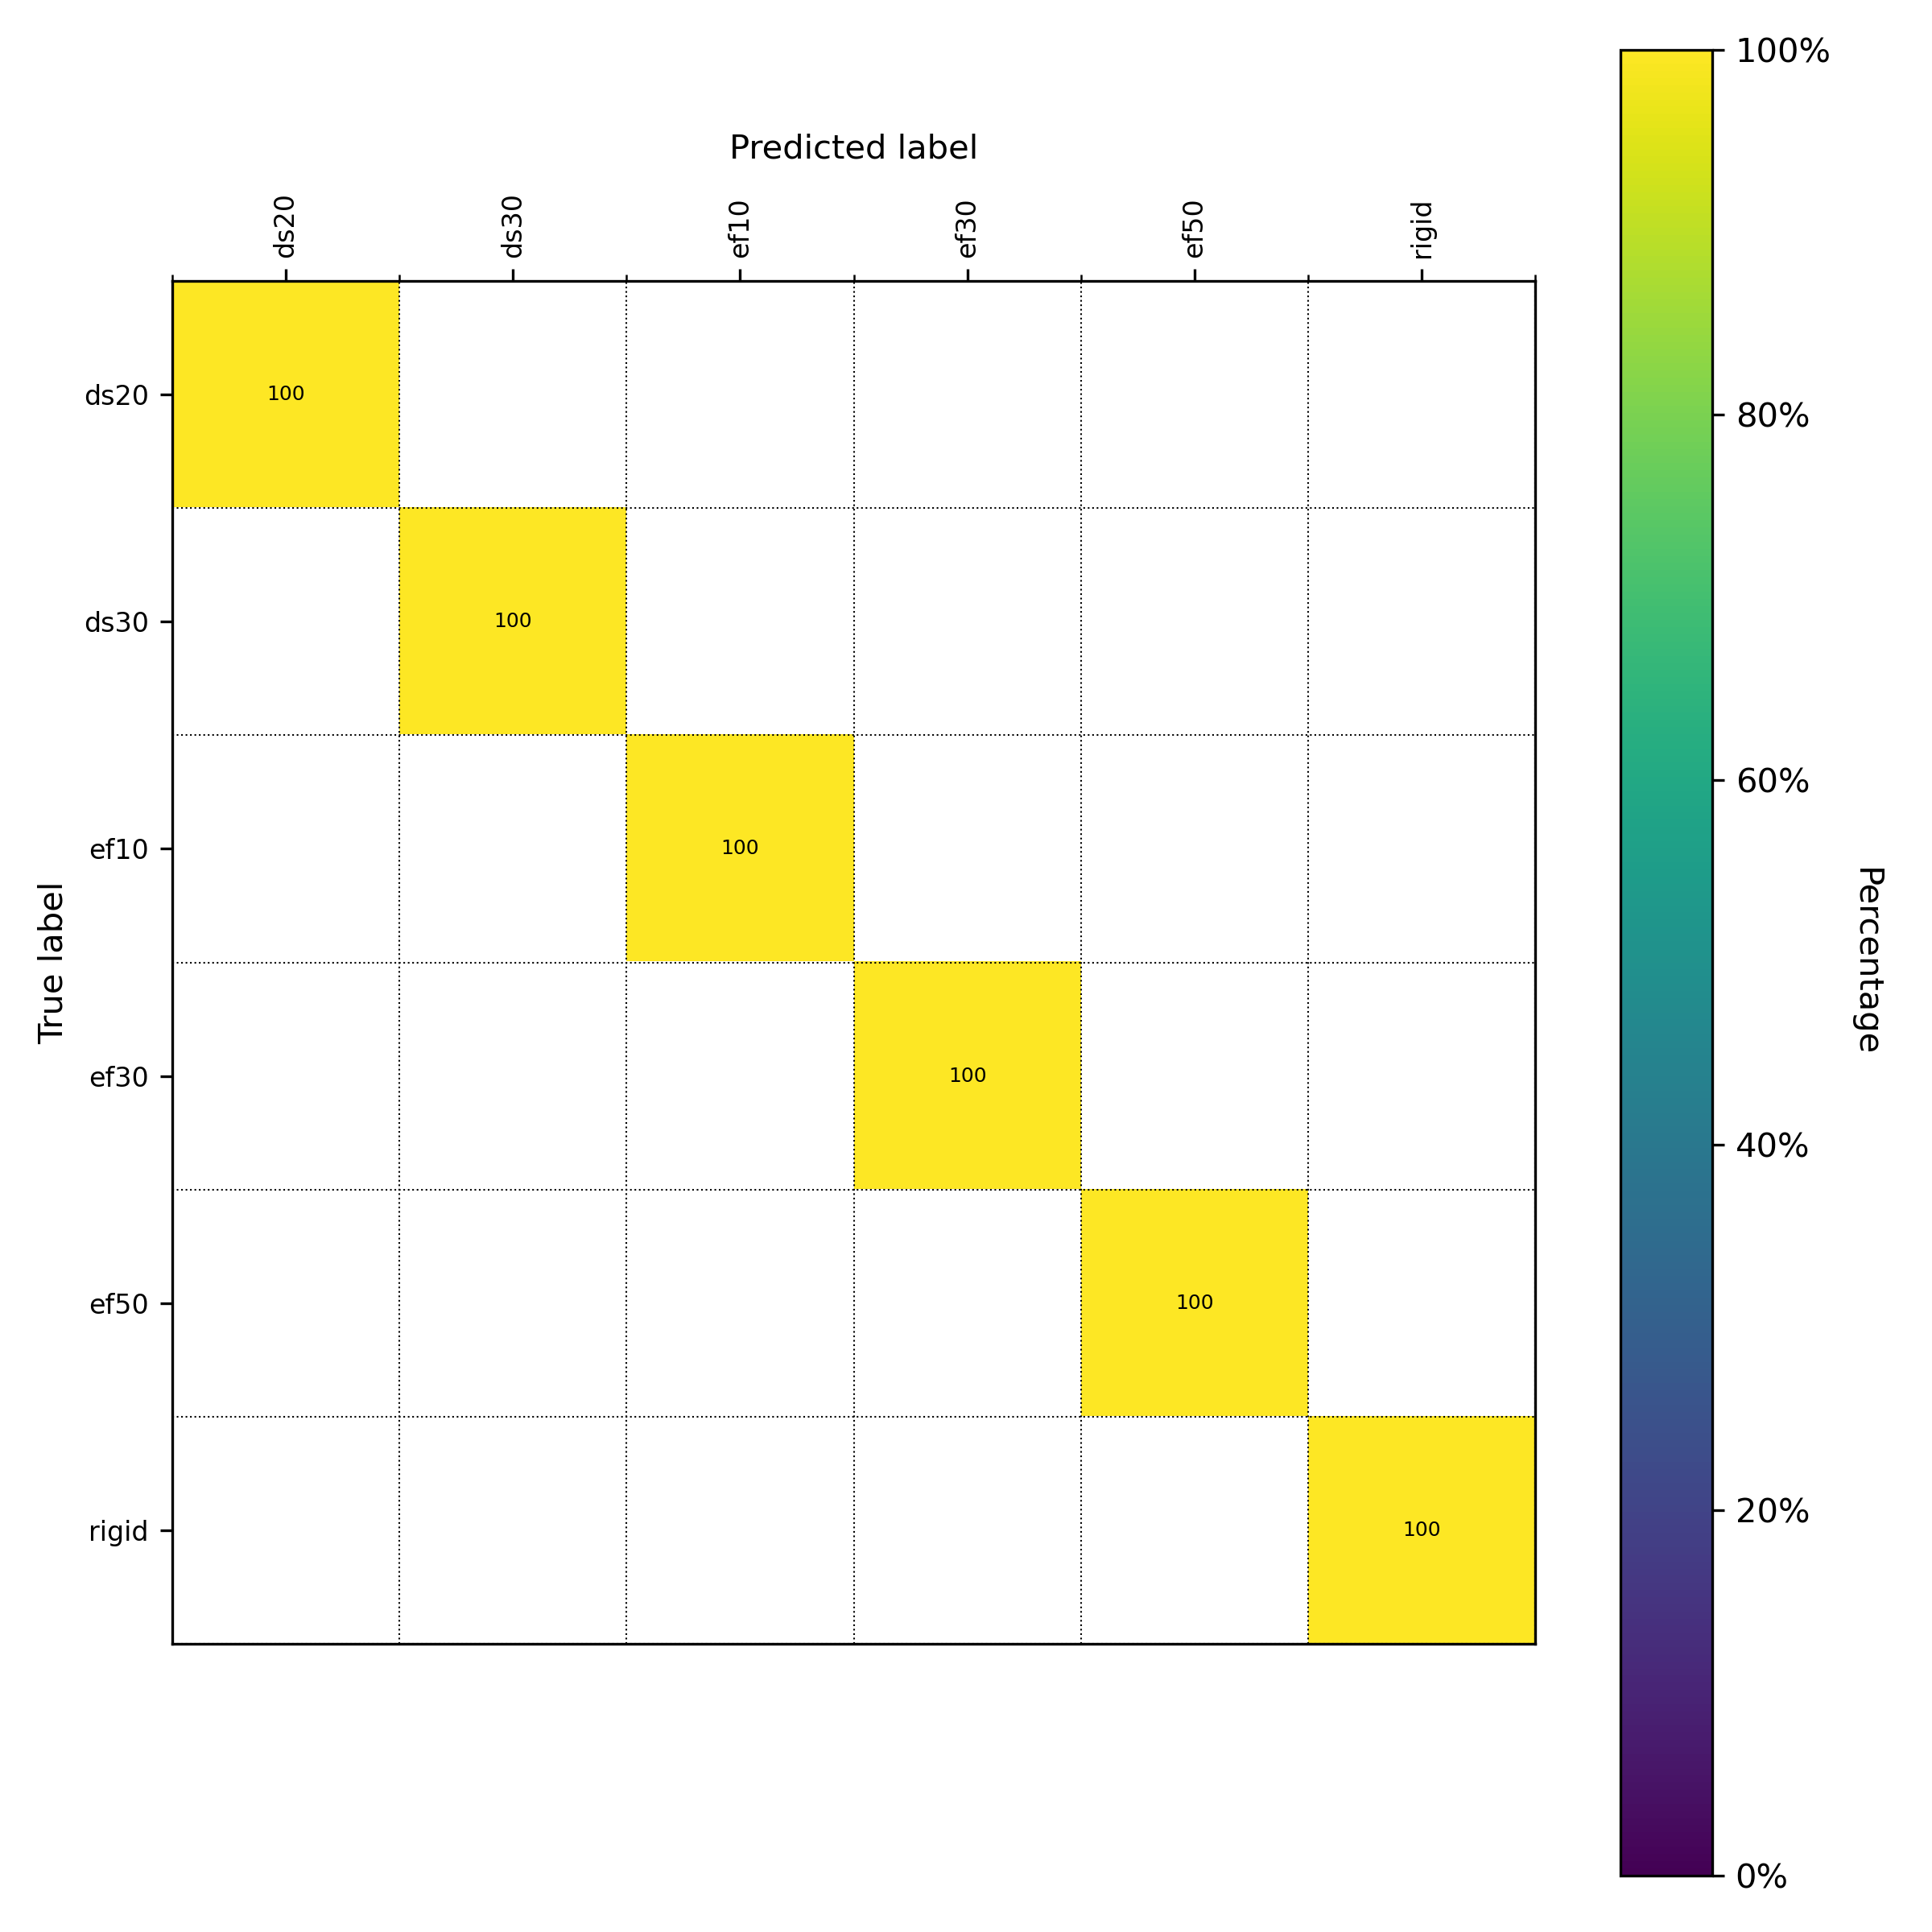 Predicted label
ds20 ds30 ef10 ef30 ef50 rigid
True label
ds20 100
ds30 100
ef10 100
ef30 100
ef50 100
rigid 100
100%
80%
60%
40%
20%
0%
Percentage